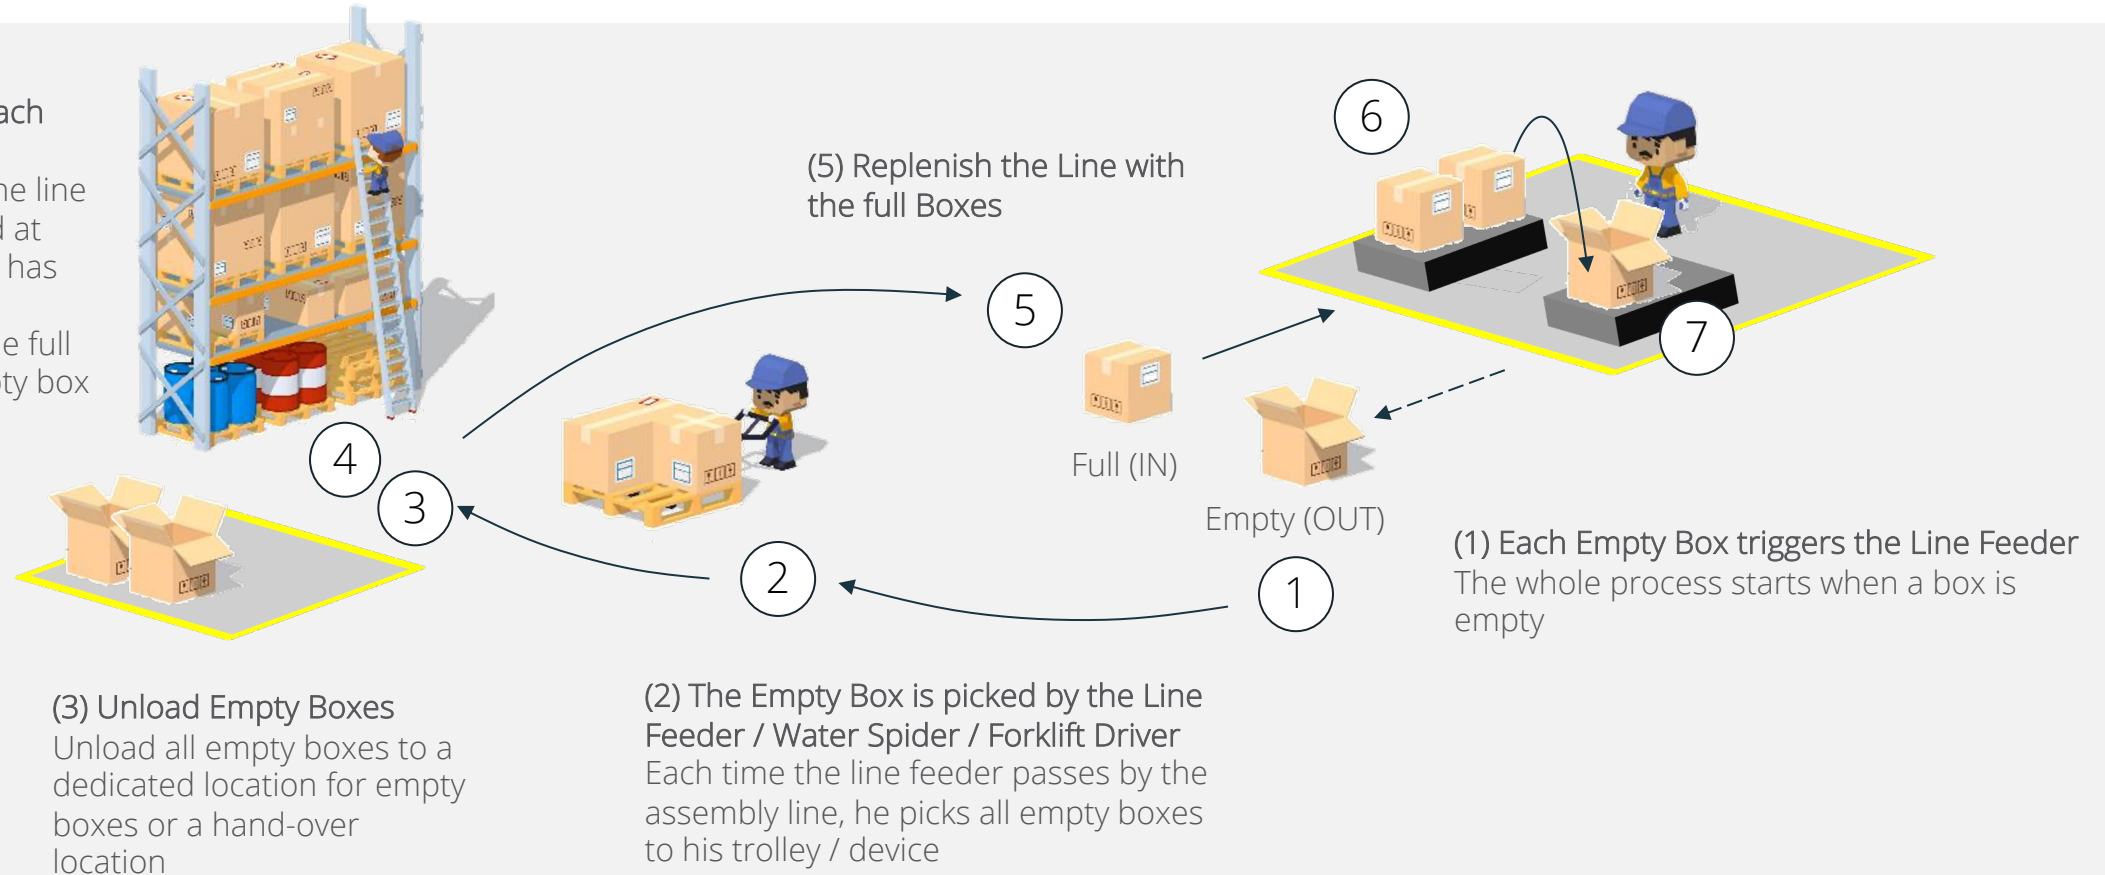 ach
ne line
d at
has
e full
ty box
(5) Replenish the Line with
the full Boxes
6
7
5
4
3
2
1
Full (IN)
Empty (OUT)
(1) Each Empty Box triggers the Line Feeder
The whole process starts when a box is
empty
(2) The Empty Box is picked by the Line
Feeder / Water Spider / Forklift Driver
Each time the line feeder passes by the
assembly line, he picks all empty boxes
to his trolley / device
(3) Unload Empty Boxes
Unload all empty boxes to a
dedicated location for empty
boxes or a hand-over
location